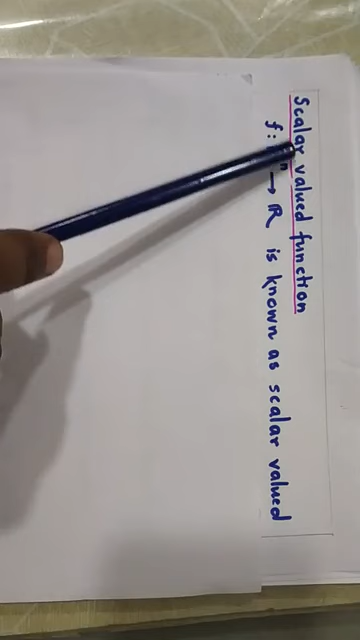 Scalar valued function
f: n → R is known as scalar valued